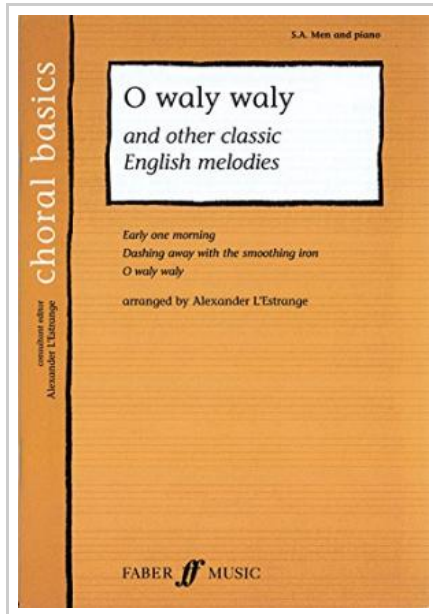 S.A. Men and piano
O waly waly
and other classic
English melodies
Early one morning
Dashing away with the smoothing iron
O waly waly
arranged by Alexander L'Estrange
choral basics
consultant editor
Alexander L'Estrange
FABER ff MUSIC